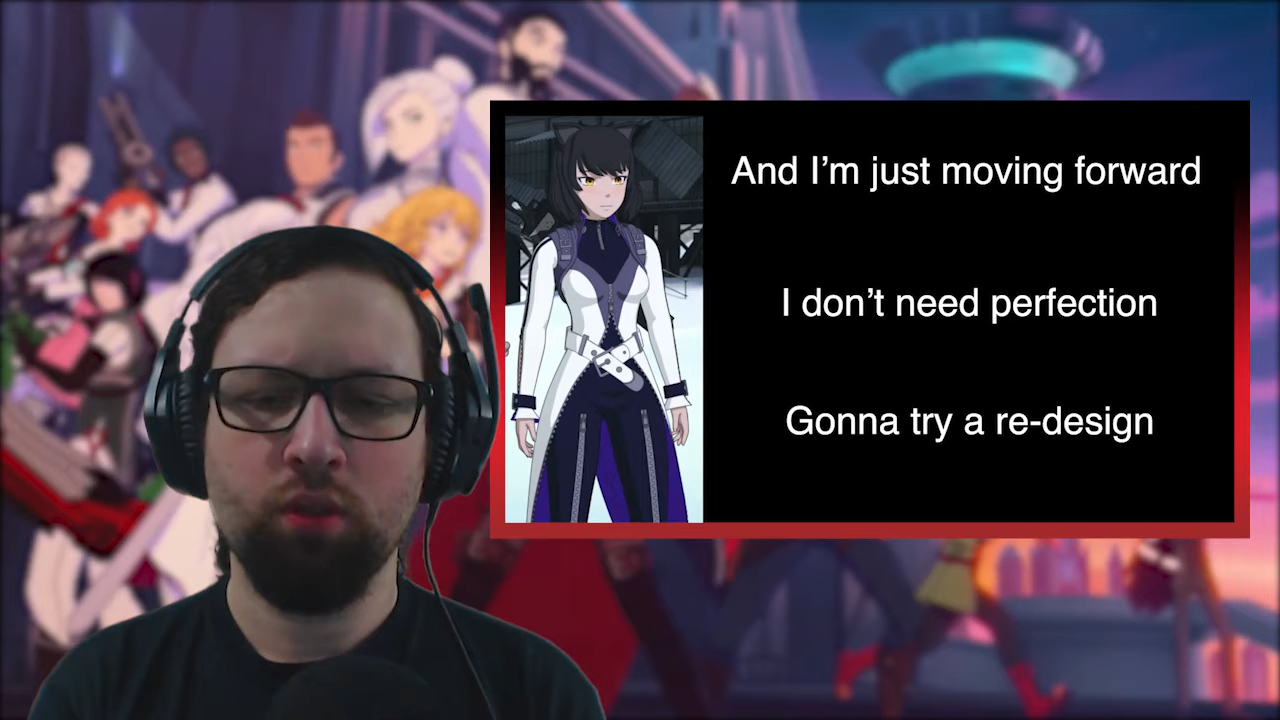 And I’m just moving forward
I don’t need perfection
Gonna try a re-design